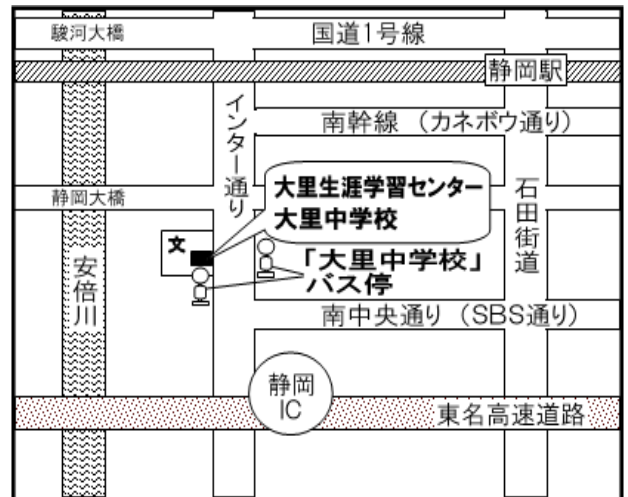 駿河大橋
国道1号線
静岡駅
インター通り
南幹線 （カネボウ通り）
大里生涯学習センター
大里中学校
静岡大橋
石田街道
文
「大里中学校」
バス停
安倍川
南中央通り （SBS通り）
静岡
IC
東名高速道路